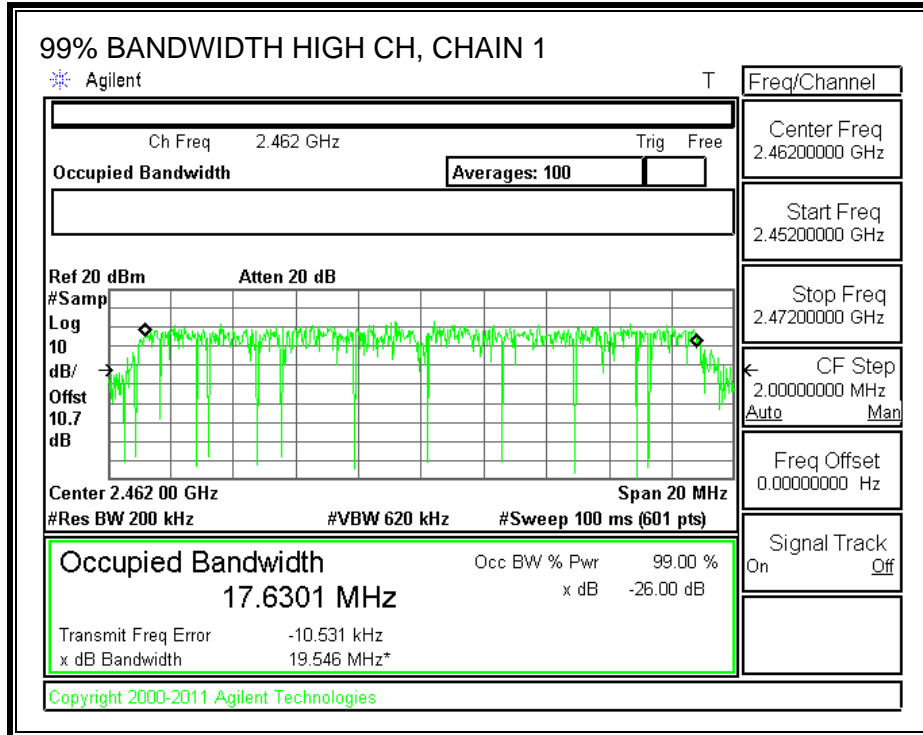 99% BANDWIDTH HIGH CH, CHAIN 1
Agilent T
Freq/Channel
Ch Freq 2.462 GHz Trig Free
Occupied Bandwidth Averages: 100
Center Freq
2.46200000 GHz
Start Freq
2.45200000 GHz
Stop Freq
2.47200000 GHz
CF Step
2.00000000 MHz
Auto Man
Freq Offset
0.00000000 Hz
Signal Track
On Off
Ref 20 dBm Atten 20 dB
#Samp
Log
10
dB/
Offst
10.7
dB
Center 2.462 00 GHz Span 20 MHz
#Res BW 200 kHz #VBW 620 kHz #Sweep 100 ms (601 pts)
Occupied Bandwidth Occ BW % Pwr 99.00 %
17.6301 MHz x dB -26.00 dB
Transmit Freq Error -10.531 kHz
x dB Bandwidth 19.546 MHz*
Copyright 2000-2011 Agilent Technologies